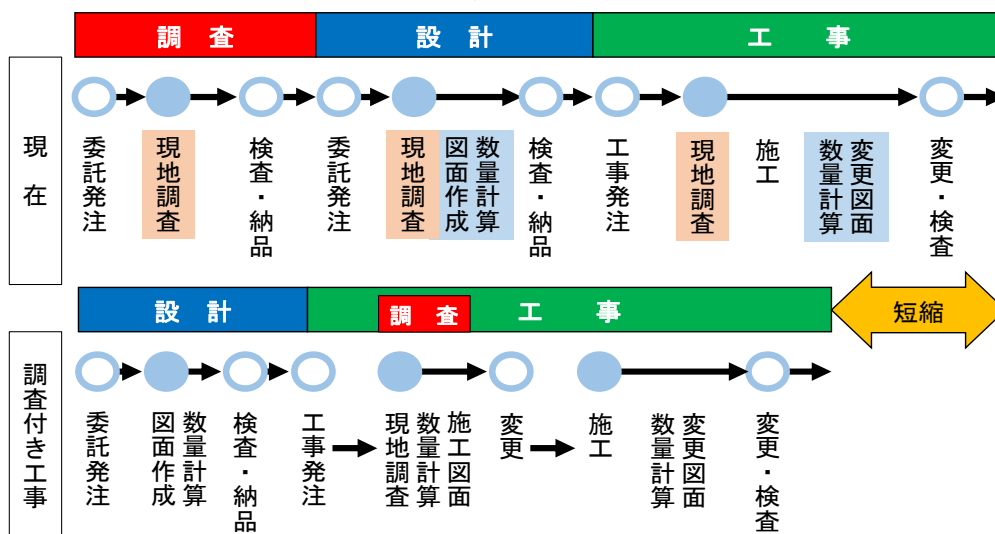 調 査
設 計
工 事
現 在
委託発注
現地調査
検査・納品
委託発注
現地調査
図面作成
数量計算
検査・納品
工事発注
現地調査
施工
数量計算
変更図面
変更・検査
設 計
調 査
工 事
短縮
調査付き工事
委託発注
図面作成
数量計算
検査・納品
工事発注
現地調査
数量計算
施工図面
変更
施工
数量計算
変更図面
変更・検査